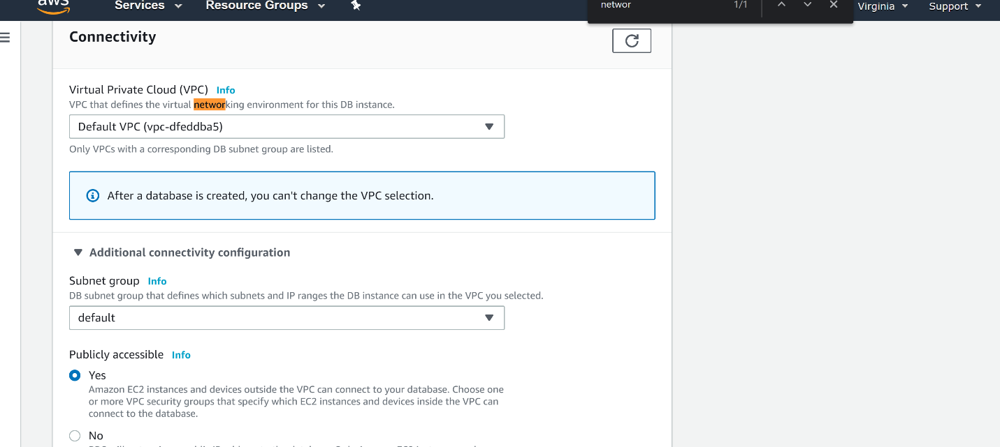 aws Services Resource Groups networ 1/1 Virginia Support
Connectivity
Virtual Private Cloud (VPC) Info
VPC that defines the virtual networking environment for this DB instance.
Default VPC (vpc-dfeddba5)
Only VPCs with a corresponding DB subnet group are listed.
After a database is created, you can't change the VPC selection.
Additional connectivity configuration
Subnet group Info
DB subnet group that defines which subnets and IP ranges the DB instance can use in the VPC you selected.
default
Publicly accessible Info
Yes
Amazon EC2 instances and devices outside the VPC can connect to your database. Choose one
or more VPC security groups that specify which EC2 instances and devices inside the VPC can
connect to the database.
No